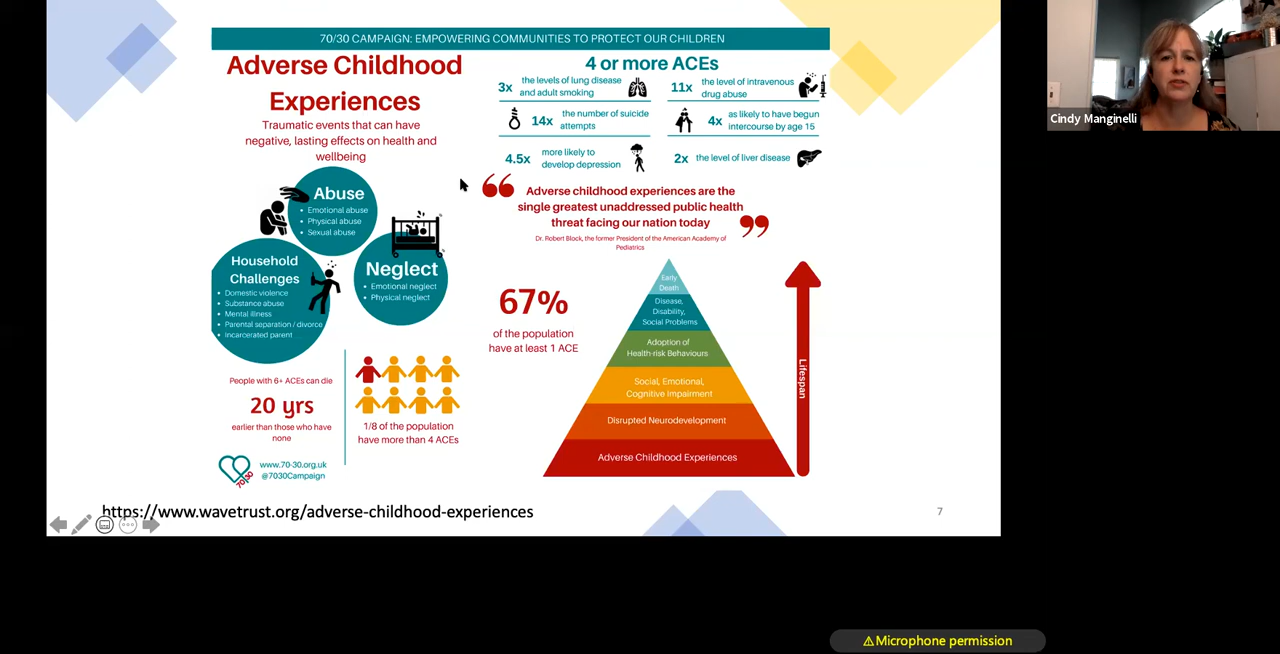 70/30 CAMPAIGN: EMPOWERING COMMUNITIES TO PROTECT OUR CHILDREN
Adverse Childhood
Experiences
Traumatic events that can have
negative, lasting effects on health and
wellbeing
Abuse
• Emotional abuse
• Physical abuse
• Sexual abuse
Household
Challenges
• Domestic violence
• Substance abuse
• Mental illness
• Parental separation / divorce
• Incarcerated parent
Neglect
• Emotional neglect
• Physical neglect
People with 6+ ACEs can die
20 yrs
earlier than those who have
none
1/8 of the population
have more than 4 ACEs
70/30
www.70-30.org.uk
@7030Campaign
4 or more ACEs
3x the levels of lung disease
and adult smoking
11x the level of intravenous
drug abuse
14x the number of suicide
attempts
4x as likely to have begun
intercourse by age 15
4.5x more likely to
develop depression
2x the level of liver disease
“ Adverse childhood experiences are the
single greatest unaddressed public health
threat facing our nation today ”
Dr. Robert Block, the former President of the American Academy of
Pediatrics
67%
of the population
have at least 1 ACE
Early
Death
Disease,
Disability,
Social Problems
Adoption of
Health-risk Behaviours
Social, Emotional,
Cognitive Impairment
Disrupted Neurodevelopment
Adverse Childhood Experiences
Lifespan
https://www.wavetrust.org/adverse-childhood-experiences
7
Cindy Manginelli
Microphone permission